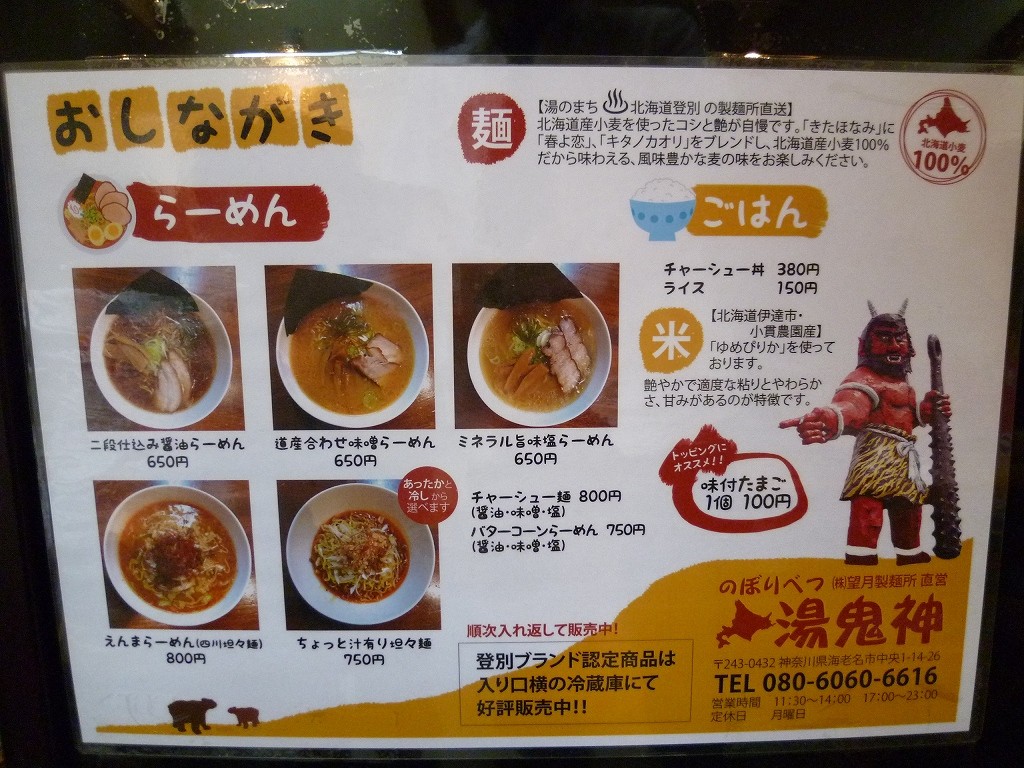 おしながき
麺
【湯のまち 北海道登別 の製麺所直送】
北海道産小麦を使ったコシと艶が自慢です。「きたほなみ」に
「春よ恋」、「キタノカオリ」をブレンドし、北海道産小麦100%
だから味わえる、風味豊かな麦の味をお楽しみください。
北海道小麦
100%
らーめん
二段仕込み醤油らーめん
650円
道産合わせ味噌らーめん
650円
ミネラル旨味塩らーめん
650円
えんまらーめん(四川坦々麺)
800円
あったかと
冷しから
選べます
ちょっと汁有り坦々麺
750円
チャーシュー麺 800円
(醤油・味噌・塩)
バターコーンらーめん 750円
(醤油・味噌・塩)
ごはん
チャーシュー丼 380円
ライス 150円
米
【北海道伊達市・
小貫農園産】
「ゆめぴりか」を使って
おります。
艶やかで適度な粘りとやわらか
さ、甘みがあるのが特徴です。
トッピングに
オススメ!!
味付たまご
1個 100円
順次入れ返して販売中!
登別ブランド認定商品は
入り口横の冷蔵庫にて
好評販売中!!
のぼりべつ ㈱望月製麺所 直営
湯鬼神
〒243-0432 神奈川県海老名市中央1-14-26
TEL 080-6060-6616
営業時間 11:30〜14:00 17:00〜23:00
定休日 月曜日